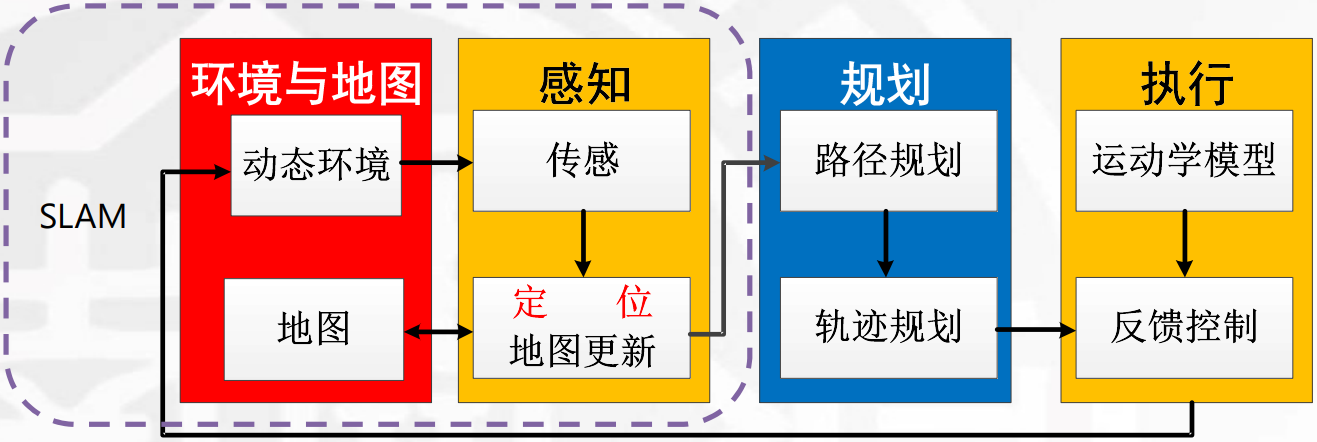 环境与地图
感知
规划
执行
动态环境
传感
路径规划
运动学模型
SLAM
地图
定 位
地图更新
轨迹规划
反馈控制